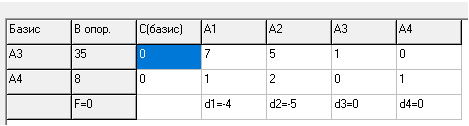 Базис В опор. С(базис) A1 A2 A3 A4
A3 35 0 7 5 1 0
A4 8 0 1 2 0 1
F=0 d1=-4 d2=-5 d3=0 d4=0